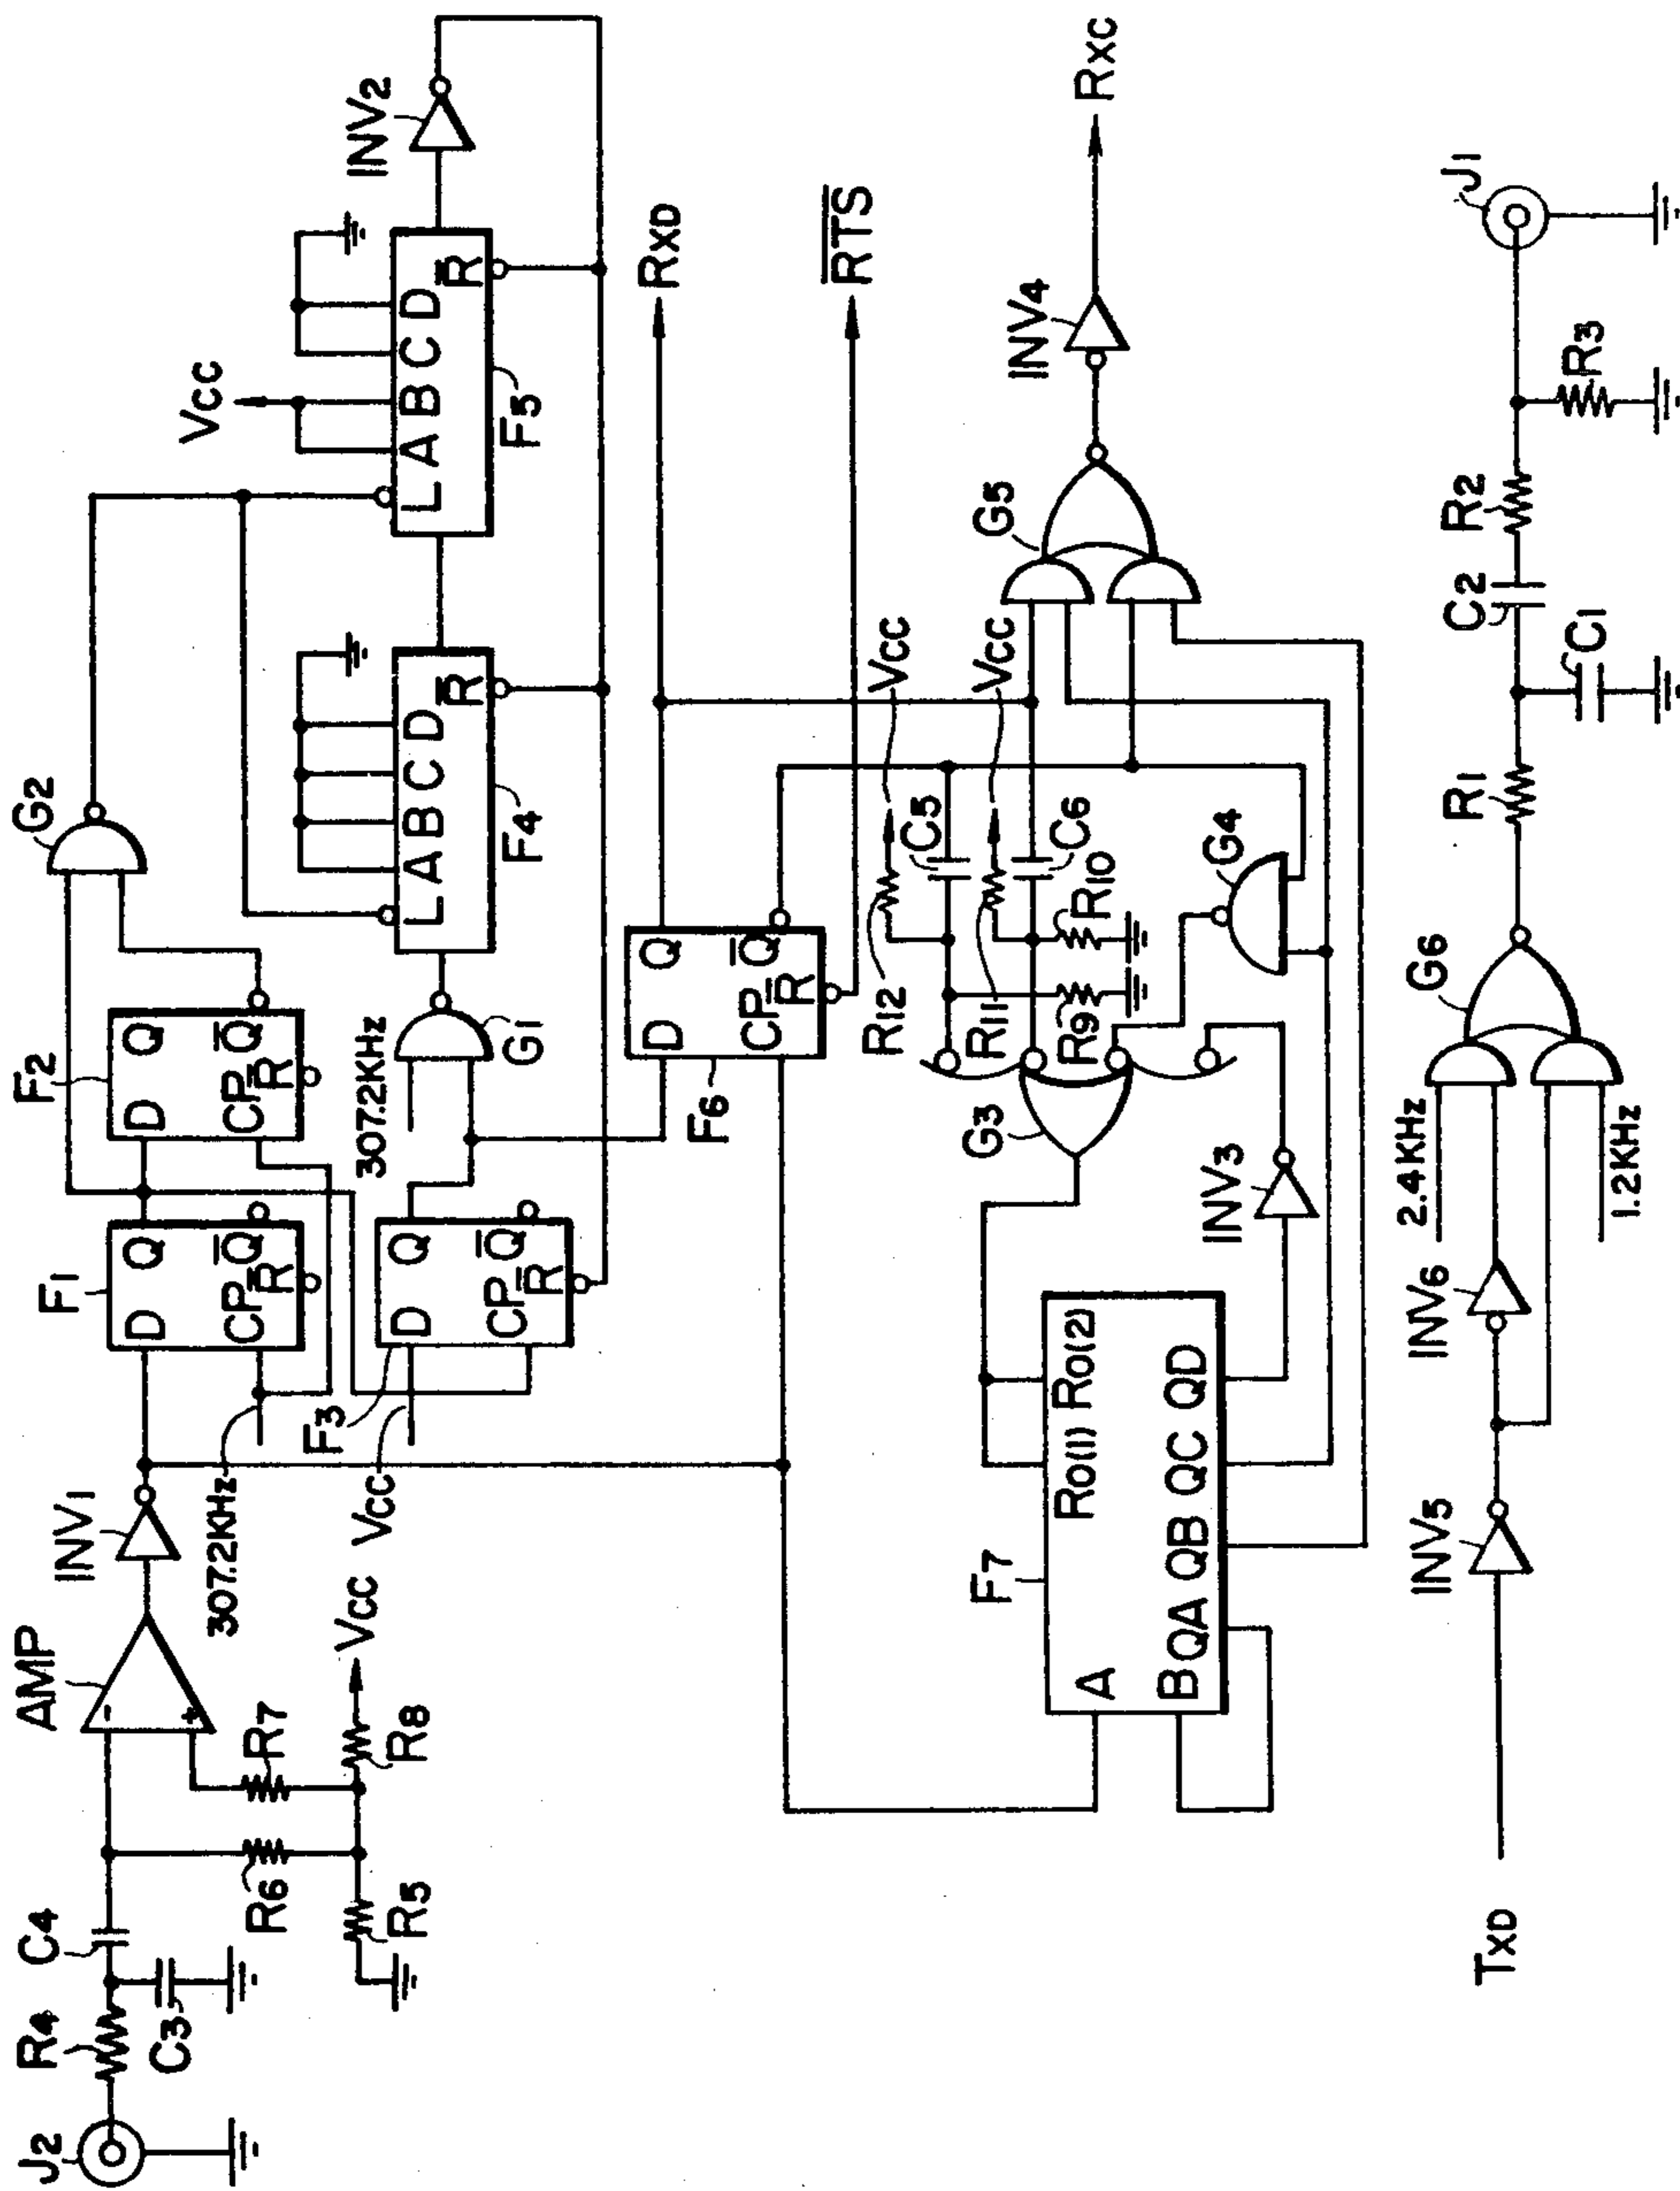 J2
R4
C3
C4
R6
R5
R7
R8
VCC
AMP
-
+
INV1
307.2KHz
F1
D Q
CP Q̅
R̅
F2
D Q
CP Q̅
R̅
G2
VCC
F3
D Q
CP Q̅
R̅
307.2KHz
G1
L A B C D
R̅
F4
VCC
L A B C D
R̅
F5
INV2
F6
D Q
CP Q̅
R̅
RXD
R̅T̅S̅
R12
VCC
C5
R11
VCC
C6
R9
R10
G3
G4
G5
INV4
RXC
F7
A
RO(1) RO(2)
B QA QB QC QD
INV3
TXD
INV5
INV6
2.4KHz
1.2KHz
G6
R1
C1
C2
R2
R3
J1